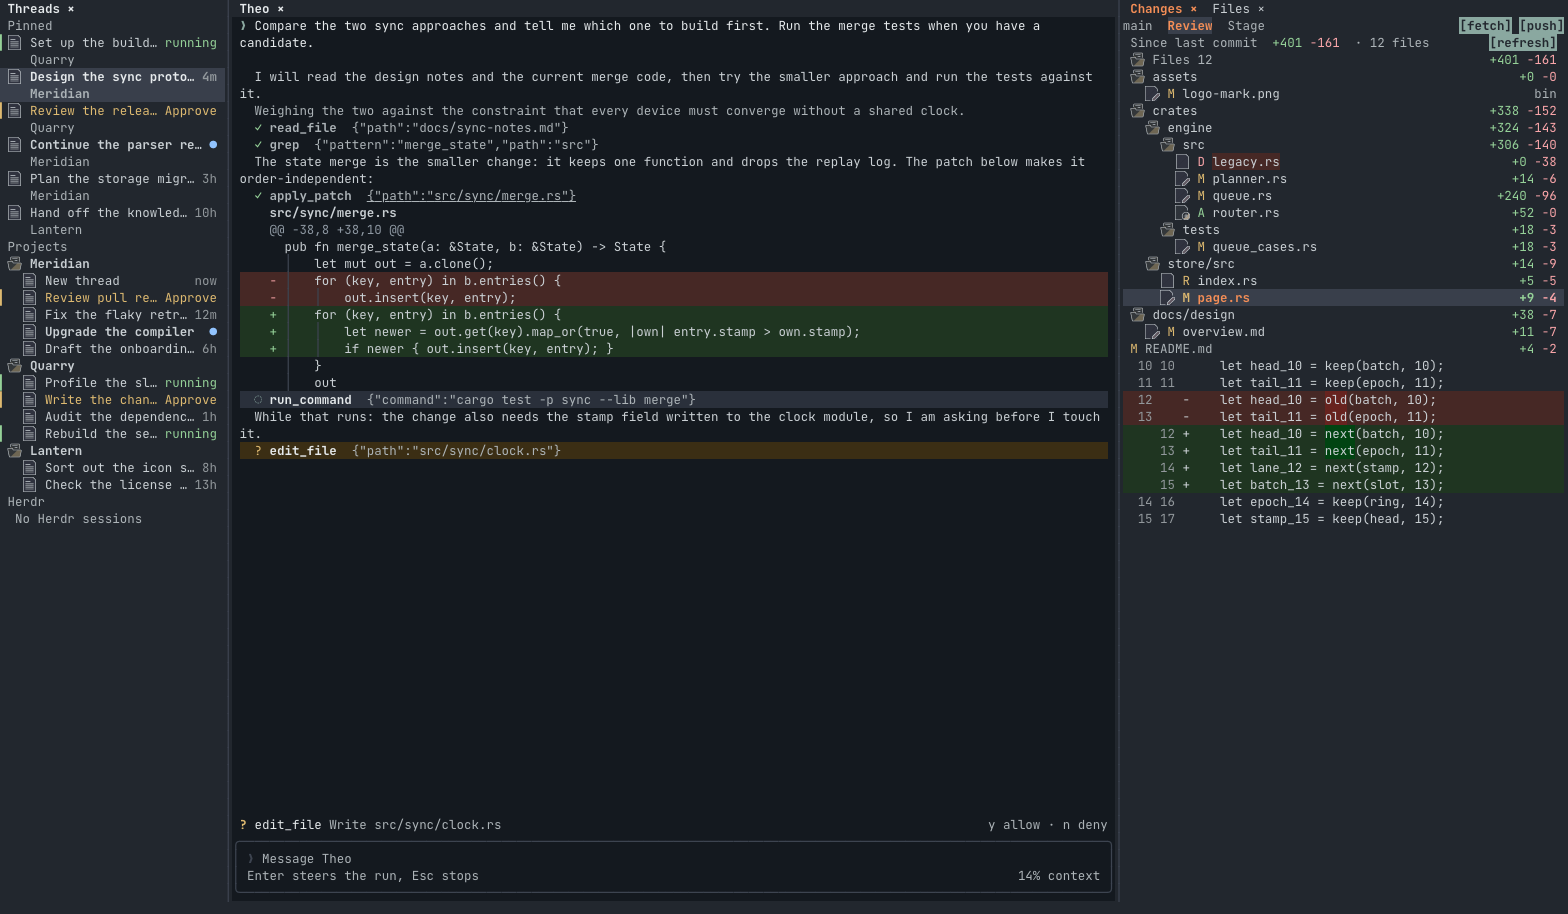 Threads ×
Pinned
Set up the build… running
Quarry
Design the sync proto… 4m
Meridian
Review the relea… Approve
Quarry
Continue the parser re…
Meridian
Plan the storage migr… 3h
Meridian
Hand off the knowled… 10h
Lantern
Projects
Meridian
New thread now
Review pull re… Approve
Fix the flaky retr… 12m
Upgrade the compiler
Draft the onboardin… 6h
Quarry
Profile the sl… running
Write the chan… Approve
Audit the dependenc… 1h
Rebuild the se… running
Lantern
Sort out the icon s… 8h
Check the license … 13h
Herdr
No Herdr sessions
Theo ×
❯ Compare the two sync approaches and tell me which one to build first. Run the merge tests when you have a
candidate.
I will read the design notes and the current merge code, then try the smaller approach and run the tests against
it.
Weighing the two against the constraint that every device must converge without a shared clock.
✓ read_file {"path":"docs/sync-notes.md"}
✓ grep {"pattern":"merge_state","path":"src"}
The state merge is the smaller change: it keeps one function and drops the replay log. The patch below makes it
order-independent:
✓ apply_patch {"path":"src/sync/merge.rs"}
src/sync/merge.rs
@@ -38,8 +38,10 @@
pub fn merge_state(a: &State, b: &State) -> State {
let mut out = a.clone();
- for (key, entry) in b.entries() {
- out.insert(key, entry);
+ for (key, entry) in b.entries() {
+ let newer = out.get(key).map_or(true, |own| entry.stamp > own.stamp);
+ if newer { out.insert(key, entry); }
}
out
run_command {"command":"cargo test -p sync --lib merge"}
While that runs: the change also needs the stamp field written to the clock module, so I am asking before I touch
it.
? edit_file {"path":"src/sync/clock.rs"}
? edit_file Write src/sync/clock.rs y allow · n deny
❯ Message Theo
Enter steers the run, Esc stops 14% context
Changes × Files ×
main Review Stage [fetch] [push]
Since last commit +401 -161 · 12 files [refresh]
Files 12 +401 -161
assets +0 -0
M logo-mark.png bin
crates +338 -152
engine +324 -143
src +306 -140
D legacy.rs +0 -38
M planner.rs +14 -6
M queue.rs +240 -96
A router.rs +52 -0
tests +18 -3
M queue_cases.rs +18 -3
store/src +14 -9
R index.rs +5 -5
M page.rs +9 -4
docs/design +38 -7
M overview.md +11 -7
M README.md +4 -2
10 10 let head_10 = keep(batch, 10);
11 11 let tail_11 = keep(epoch, 11);
12 - let head_10 = old(batch, 10);
13 - let tail_11 = old(epoch, 11);
12 + let head_10 = next(batch, 10);
13 + let tail_11 = next(epoch, 11);
14 + let lane_12 = next(stamp, 12);
15 + let batch_13 = next(slot, 13);
14 16 let epoch_14 = keep(ring, 14);
15 17 let stamp_15 = keep(head, 15);